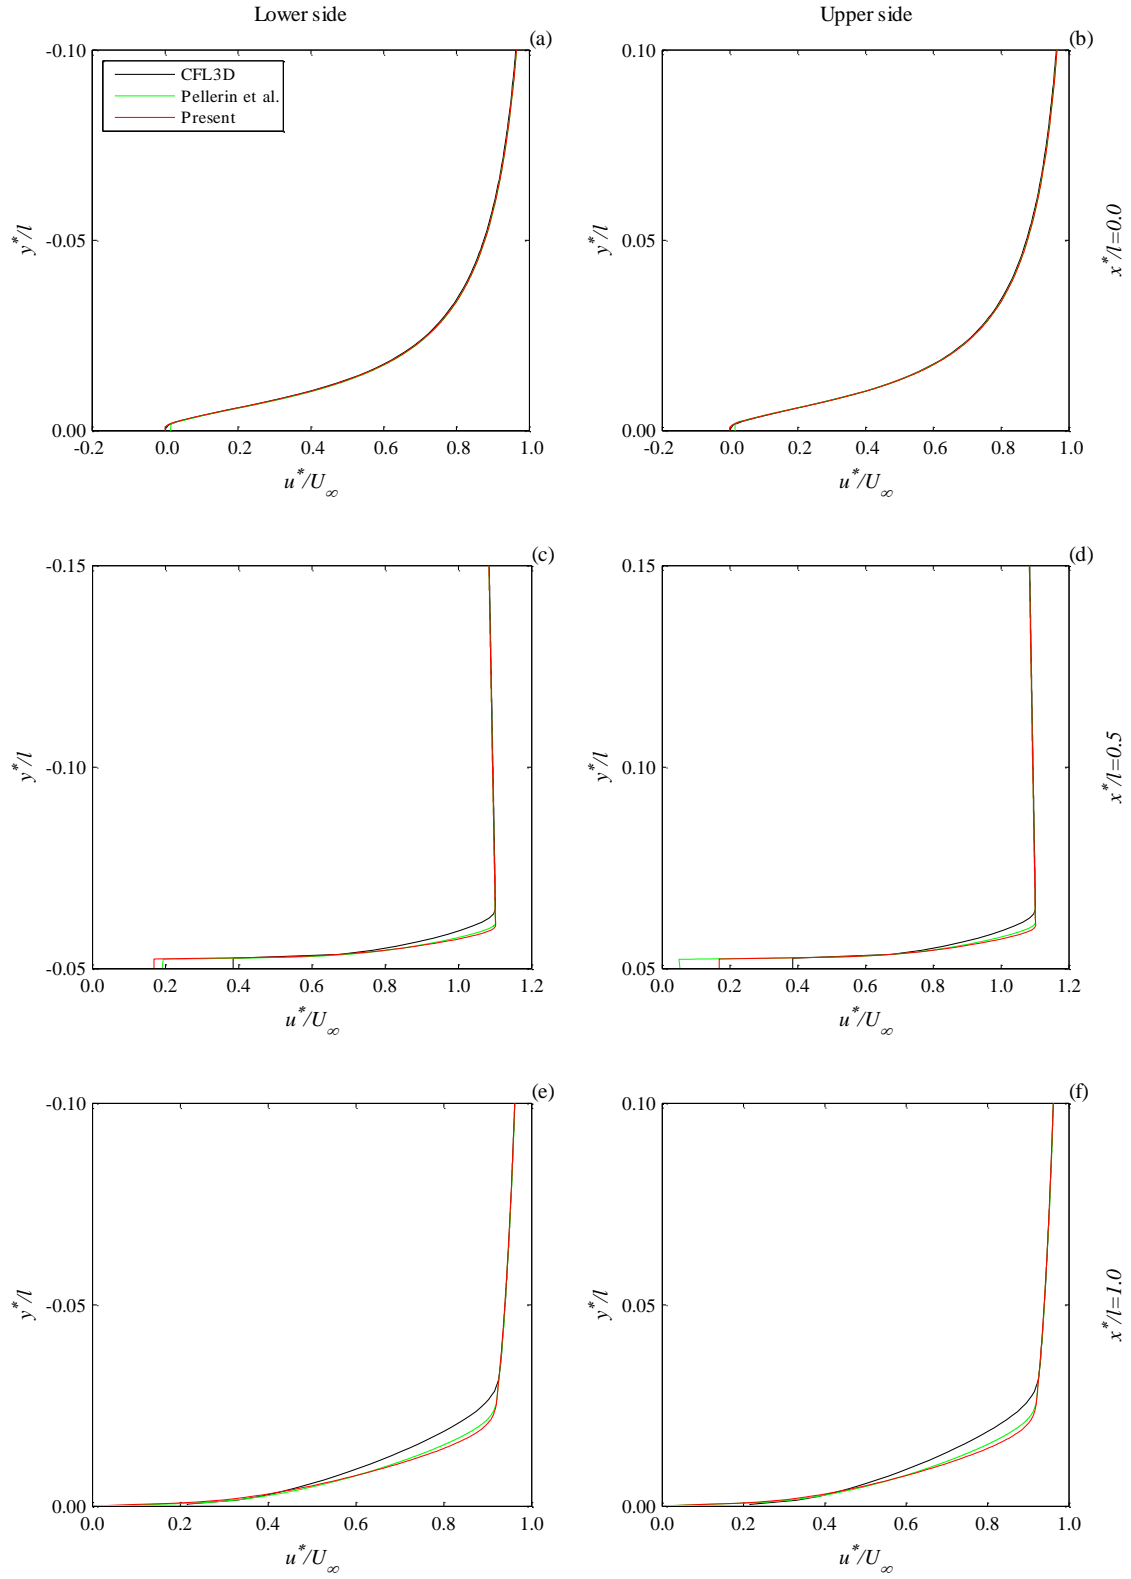 Lower side
Upper side
(a)
-0.10
-0.05
0.00
y*/l
CFL3D
Pellerin et al.
Present
-0.2 0.0 0.2 0.4 0.6 0.8 1.0
u*/U∞
(b)
0.10
0.05
0.00
y*/l
-0.2 0.0 0.2 0.4 0.6 0.8 1.0
u*/U∞
x*/l=0.0
(c)
-0.15
-0.10
-0.05
y*/l
0.0 0.2 0.4 0.6 0.8 1.0 1.2
u*/U∞
(d)
0.15
0.10
0.05
y*/l
0.0 0.2 0.4 0.6 0.8 1.0 1.2
u*/U∞
x*/l=0.5
(e)
-0.10
-0.05
0.00
y*/l
0.0 0.2 0.4 0.6 0.8 1.0
u*/U∞
(f)
0.10
0.05
0.00
y*/l
0.0 0.2 0.4 0.6 0.8 1.0
u*/U∞
x*/l=1.0